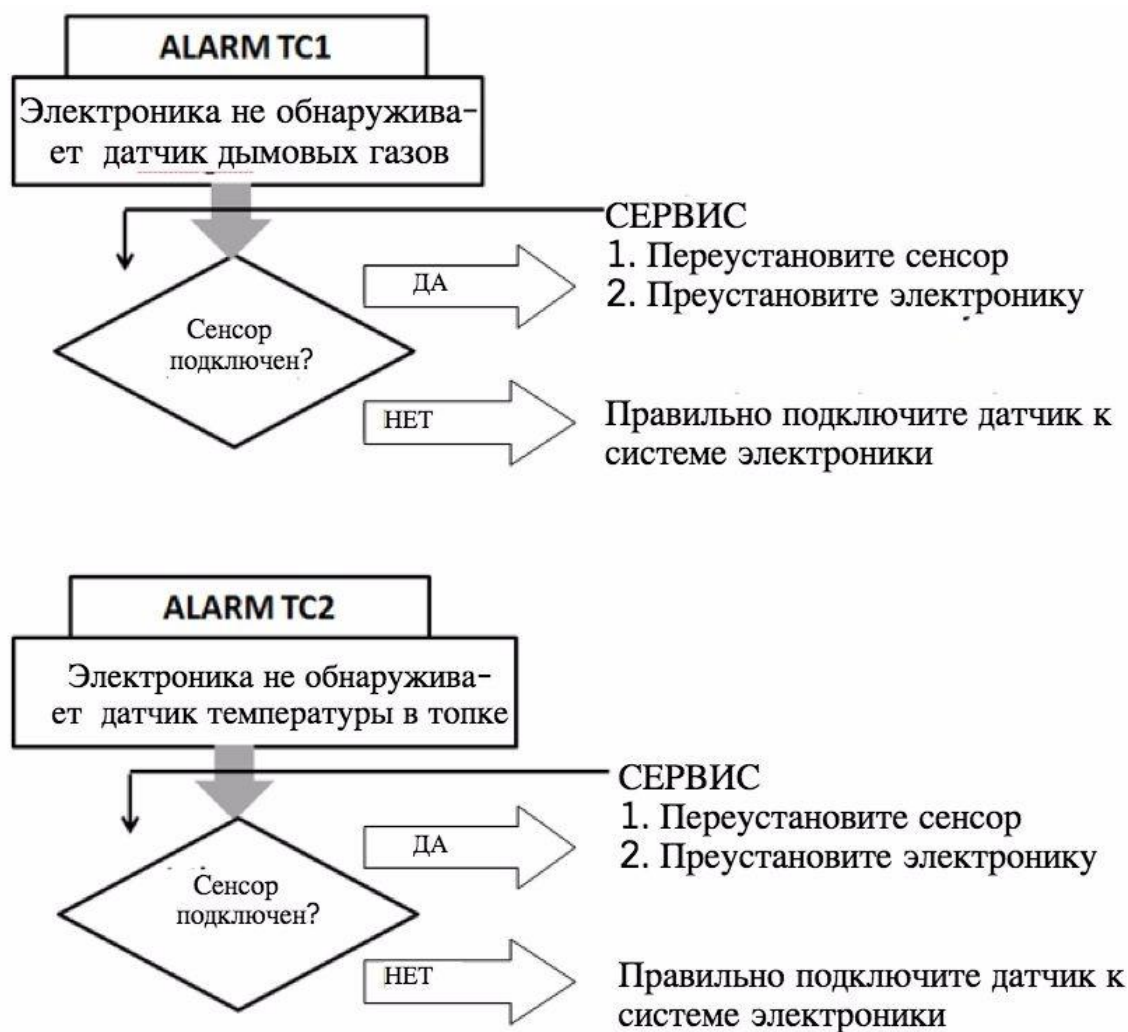 ALARM TC1
Электроника не обнаружива-
ет датчик дымовых газов
СЕРВИС
1. Переустановите сенсор
2. Преустановите электронику
ДА
Сенсор
подключен?
НЕТ
Правильно подключите датчик к
системе электроники
ALARM TC2
Электроника не обнаружива-
ет датчик температуры в топке
СЕРВИС
1. Переустановите сенсор
2. Преустановите электронику
ДА
Сенсор
подключен?
НЕТ
Правильно подключите датчик к
системе электроники